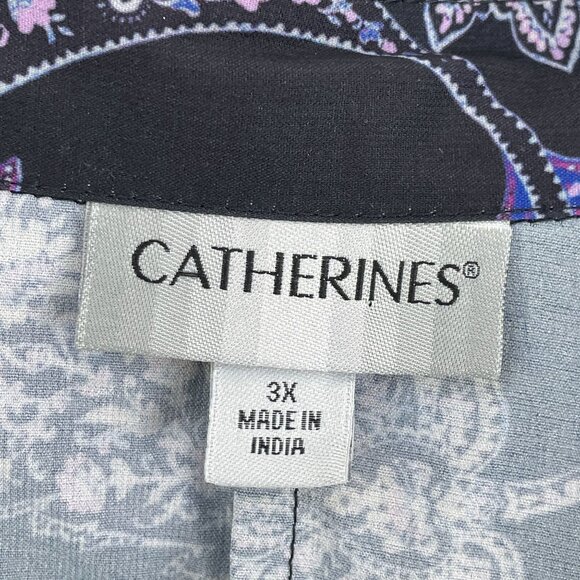 CATHERINES®
3X
MADE IN
INDIA